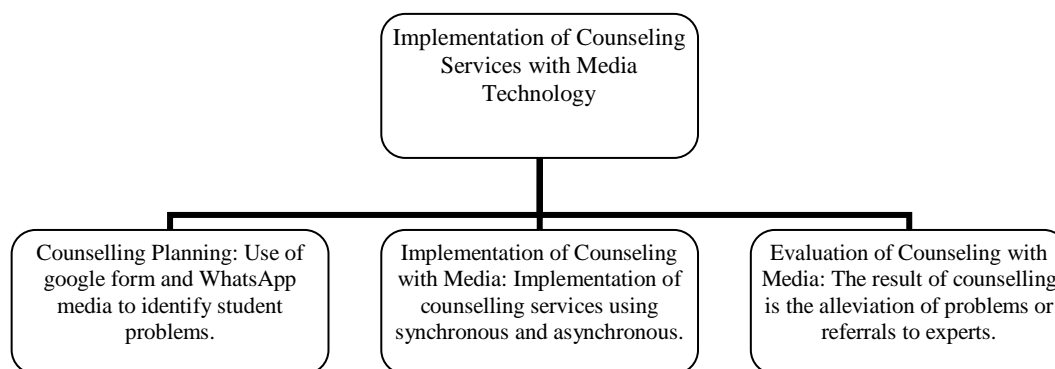 Implementation of Counseling
Services with Media
Technology
Counselling Planning: Use of
google form and WhatsApp
media to identify student
problems.
Implementation of Counseling
with Media: Implementation of
counselling services using
synchronous and asynchronous.
Evaluation of Counseling with
Media: The result of counselling
is the alleviation of problems or
referrals to experts.